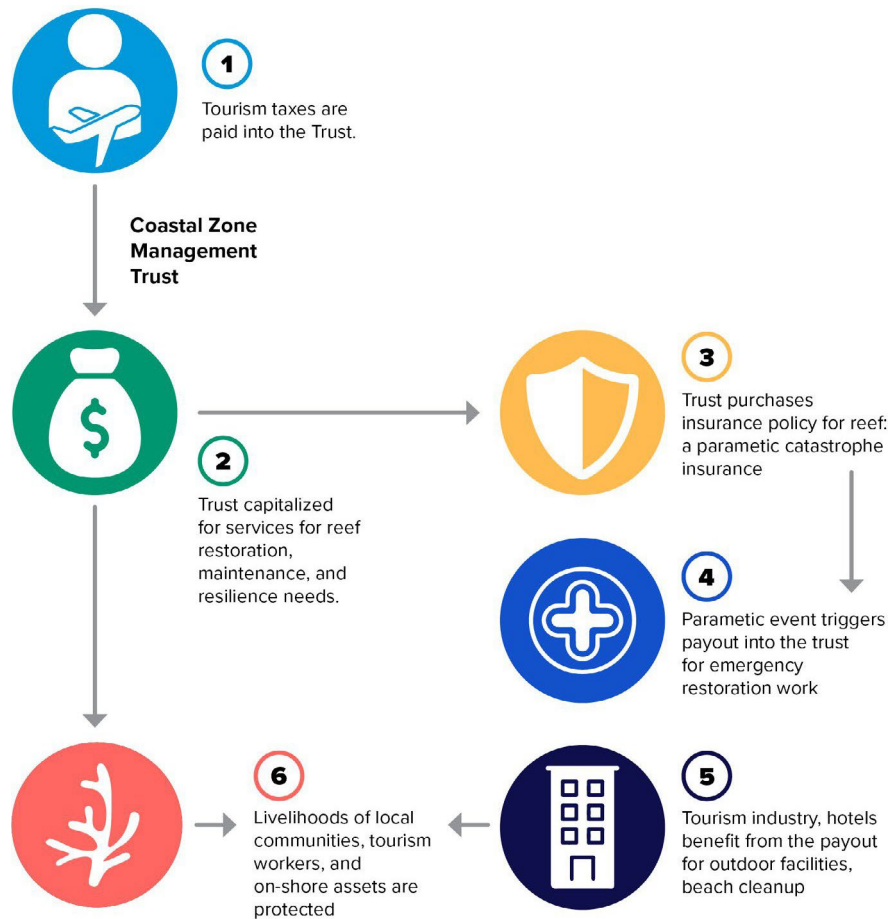 1
Tourism taxes are
paid into the Trust.
Coastal Zone
Management
Trust
2
Trust capitalized
for services for reef
restoration,
maintenance, and
resilience needs.
3
Trust purchases
insurance policy for reef:
a parametic catastrophe
insurance
4
Parametic event triggers
payout into the trust
for emergency
restoration work
5
Tourism industry, hotels
benefit from the payout
for outdoor facilities,
beach cleanup
6
Livelihoods of local
communities, tourism
workers, and
on-shore assets are
protected
$